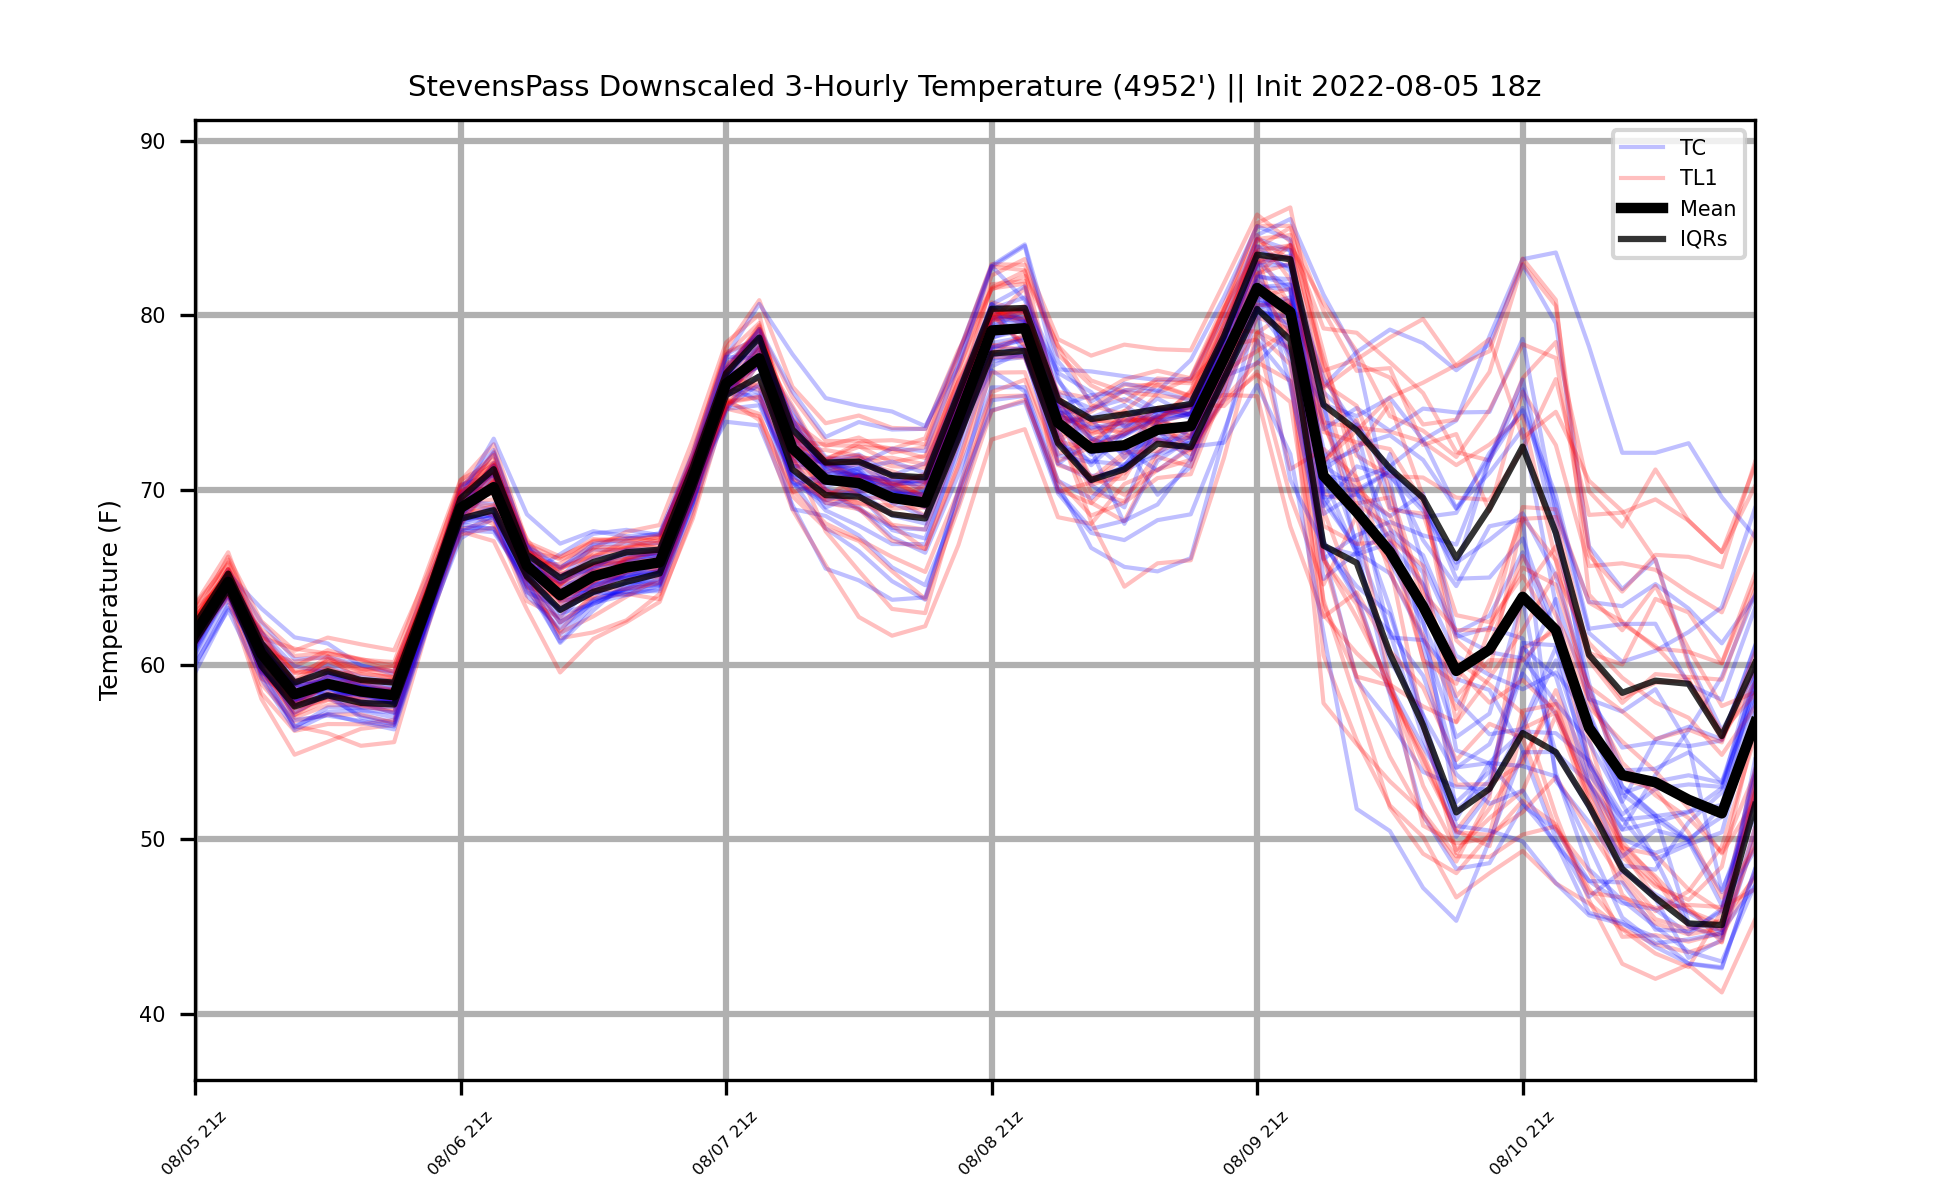 StevensPass Downscaled 3-Hourly Temperature (4952') || Init 2022-08-05 18z
Temperature (F)
90
80
70
60
50
40
TC
TL1
Mean
IQRs
08/05 21z
08/06 21z
08/07 21z
08/08 21z
08/09 21z
08/10 21z